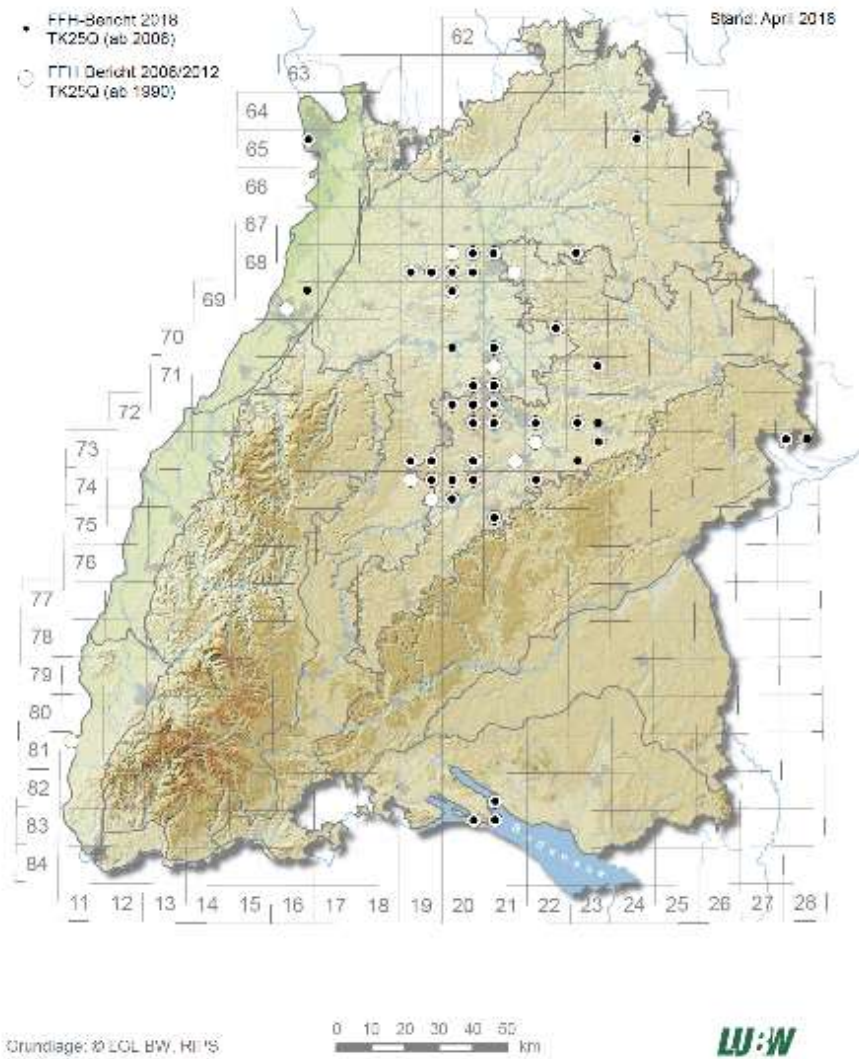 FFH-Bericht 2018
TK25Q (ab 2006)
FFH Bericht 2006/2012
TK25Q (ab 1990)
Stand: April 2018
62
63
64
65
66
67
68
69
70
71
72
73
74
75
76
77
78
79
80
81
82
83
84
Bodensee
11 12 13 14 15 16 17 18 19 20 21 22 23 24 25 26 27 28
0 10 20 30 40 50
km
Grundlage: © LGL BW, RIPS
LU:W